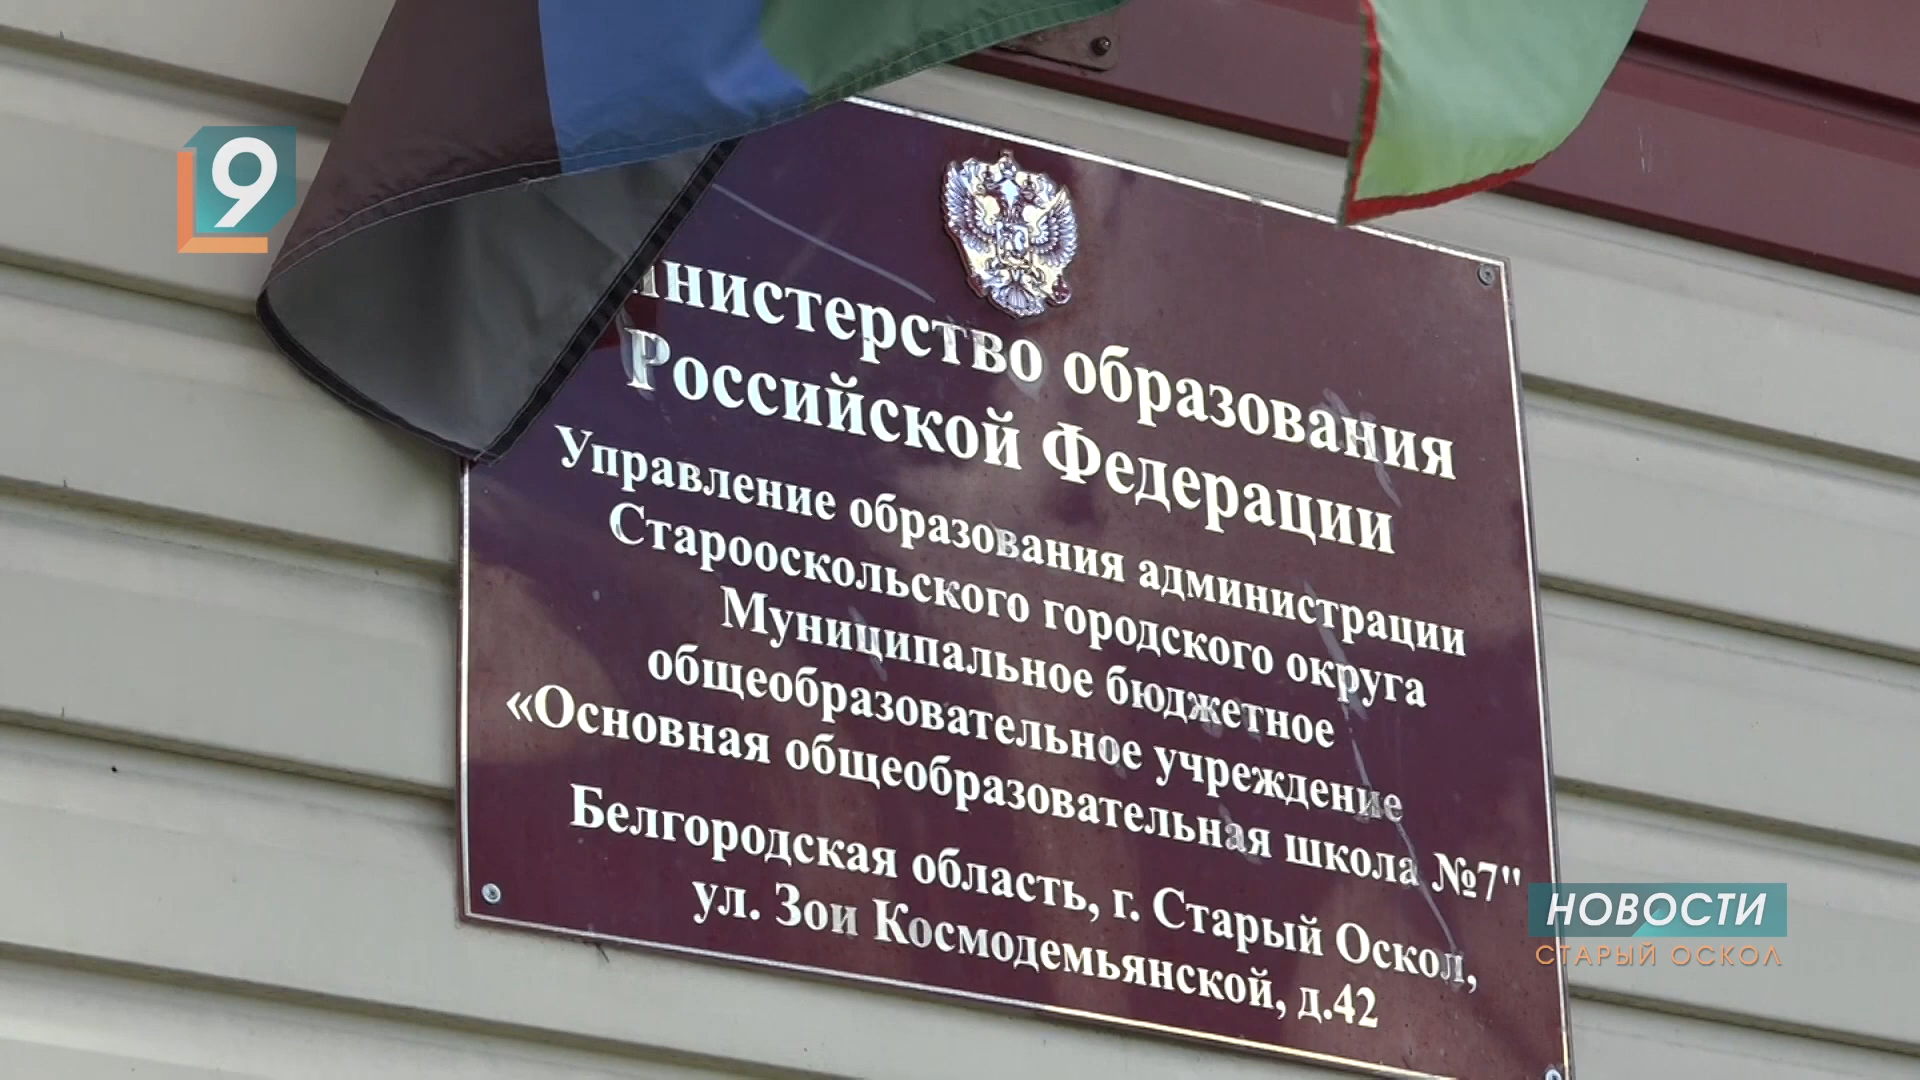 9
нистерство образования
Российской Федерации
Управление образования администрации
Старооскольского городского округа
Муниципальное бюджетное
общеобразовательное учреждение
«Основная общеобразовательная школа №7"
Белгородская область, г. Старый Оскол,
ул. Зои Космодемьянской, д.42
НОВОСТИ
СТАРЫЙ ОСКОЛ